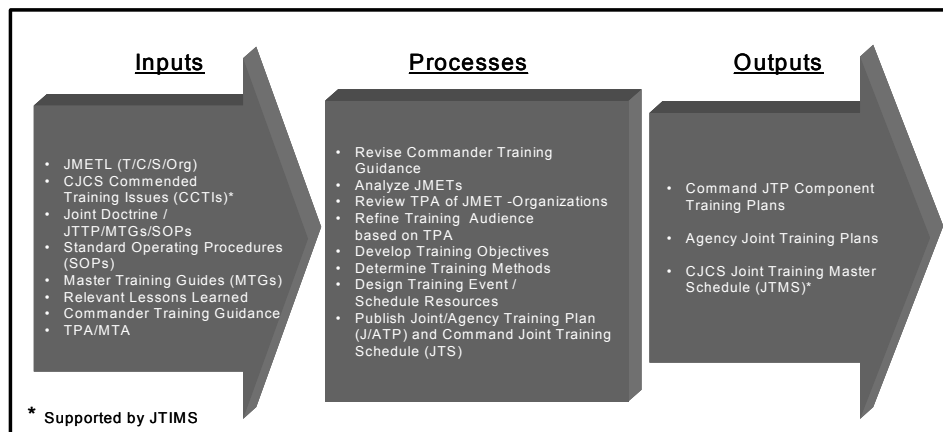 Inputs
Processes
Outputs
• JMETL (T/C/S/Org)
• CJCS Commended
Training Issues (CCTIs)*
• Joint Doctrine /
JTTP/MTGs/SOPs
• Standard Operating Procedures
(SOPs)
• Master Training Guides (MTGs)
• Relevant Lessons Learned
• Commander Training Guidance
• TPA/MTA
• Revise Commander Training
Guidance
• Analyze JMETs
• Review TPA of JMET -Organizations
• Refine Training Audience
based on TPA
• Develop Training Objectives
• Determine Training Methods
• Design Training Event /
Schedule Resources
• Publish Joint/Agency Training Plan
(J/ATP) and Command Joint Training
Schedule (JTS)
• Command JTP Component
Training Plans
• Agency Joint Training Plans
• CJCS Joint Training Master
Schedule (JTMS)*
* Supported by JTIMS